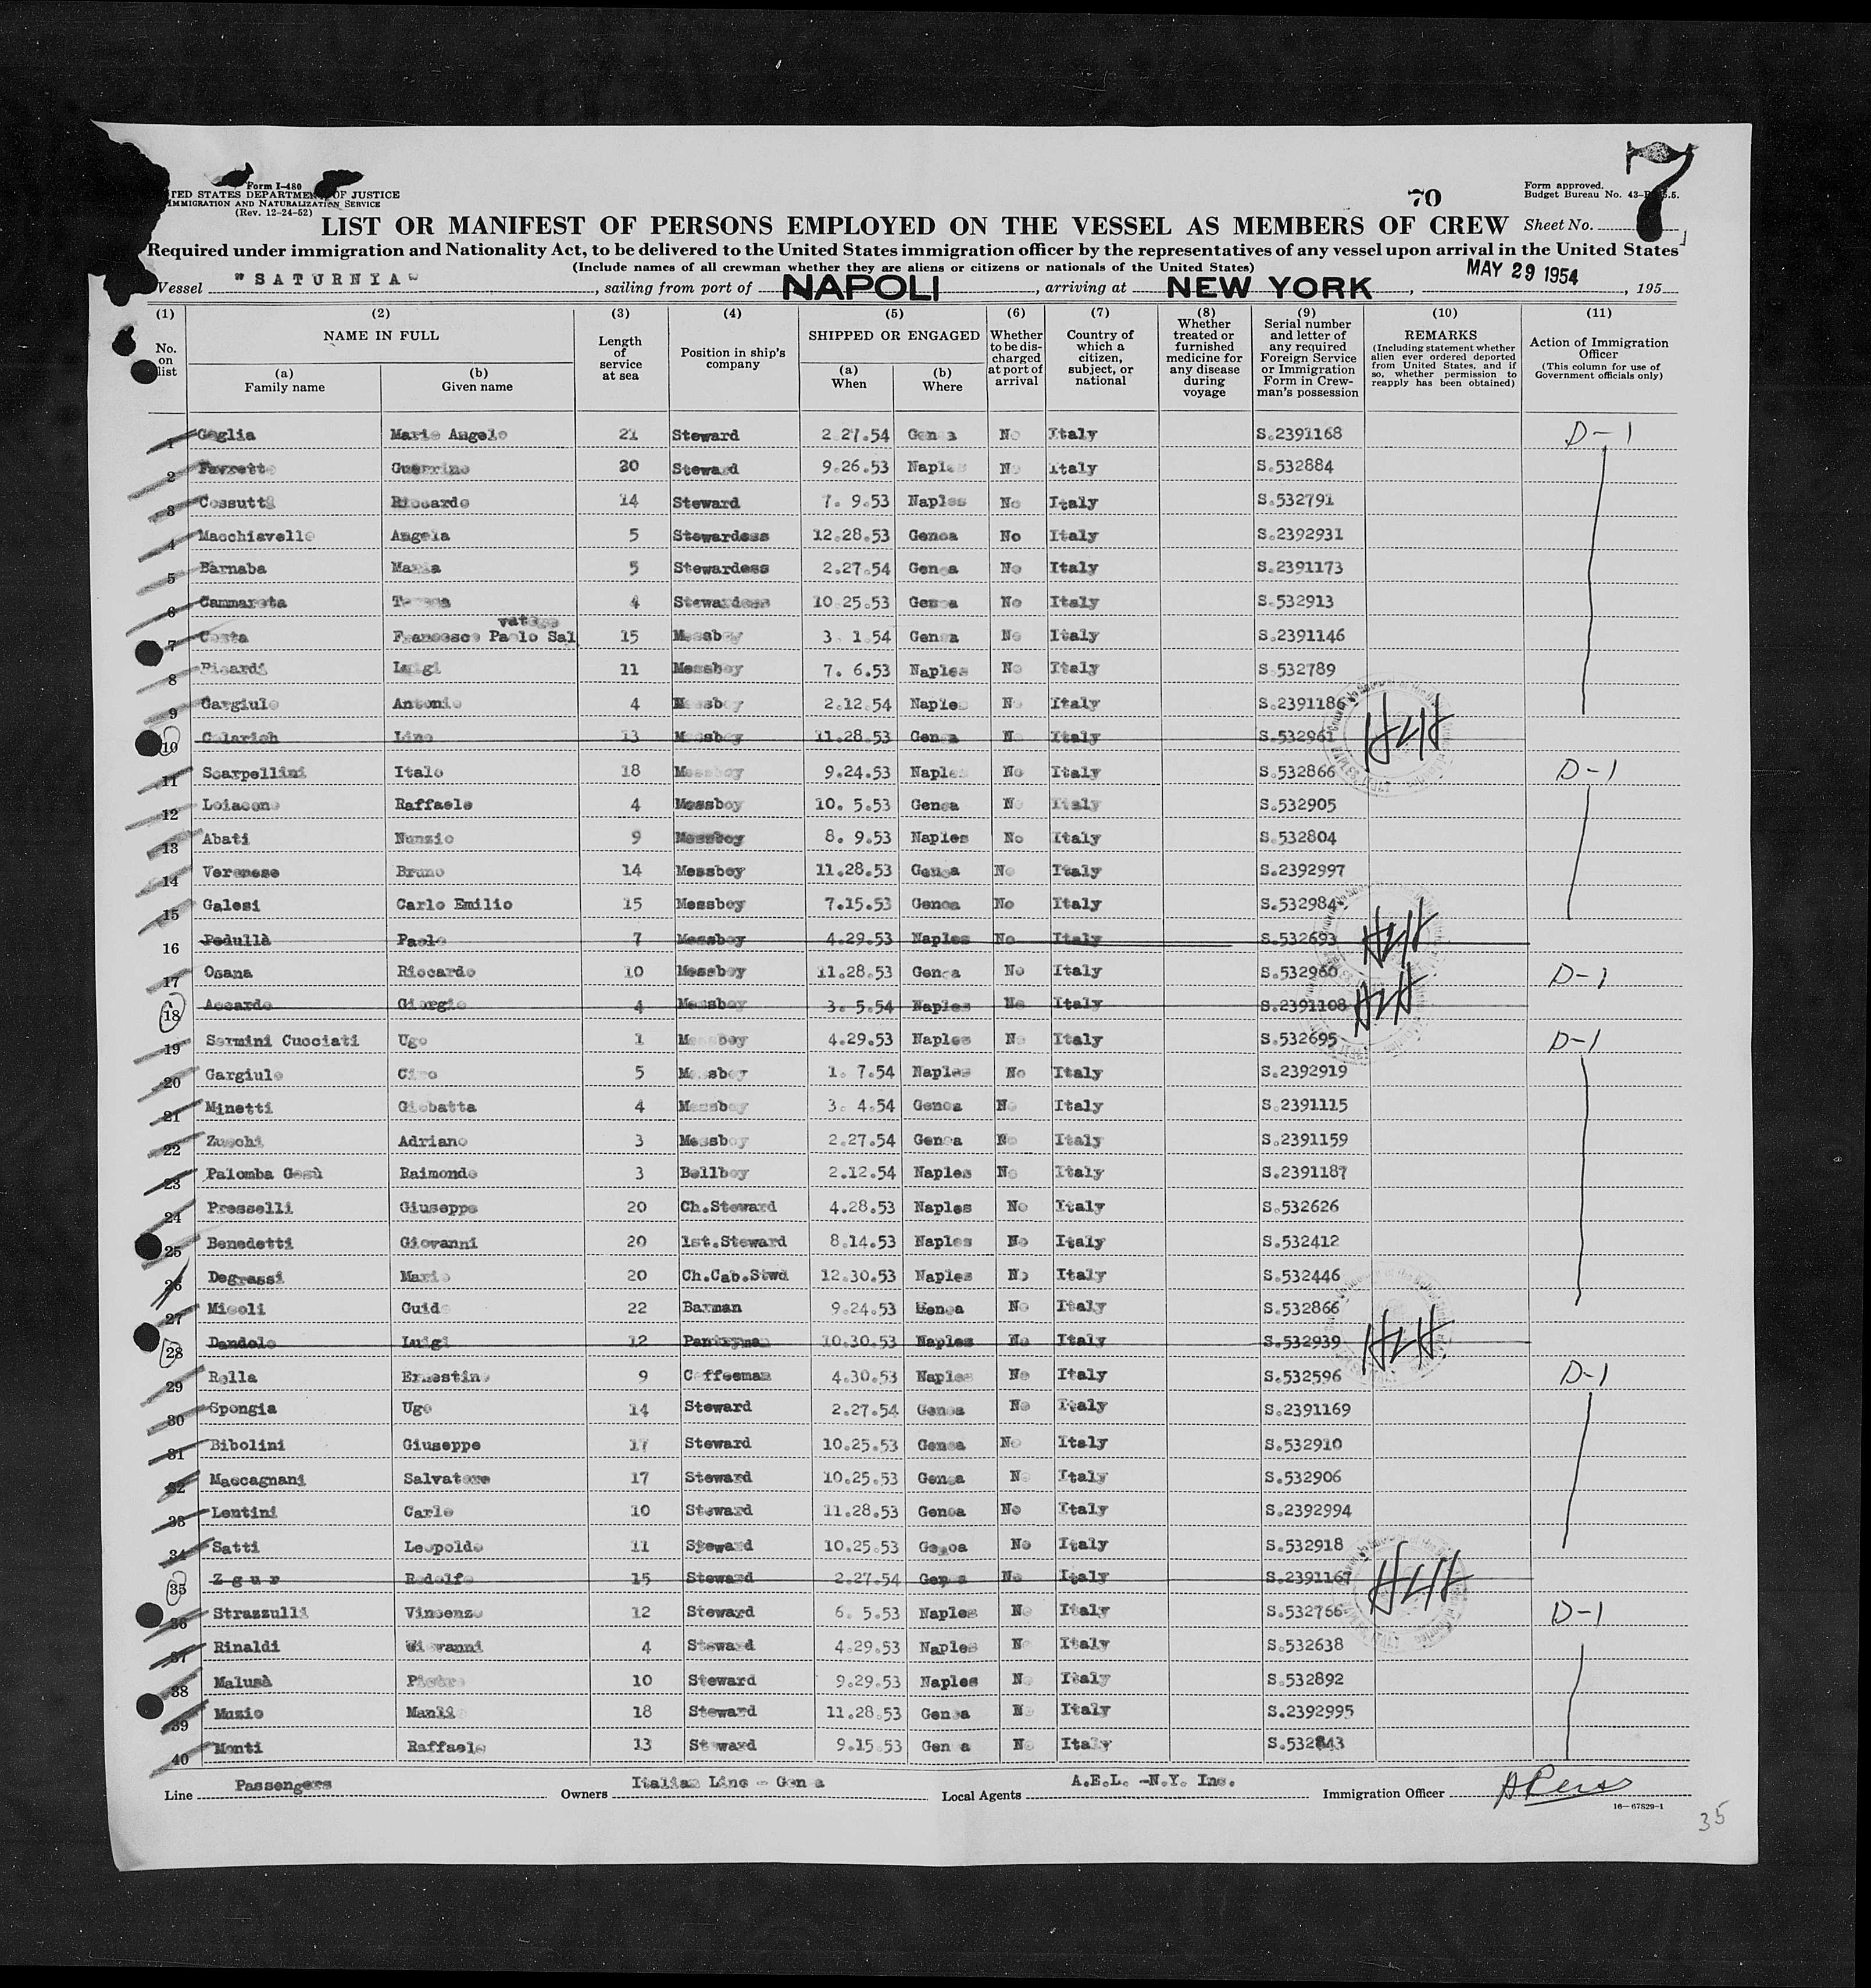 7
Form I-480
TED STATES DEPARTMENT OF JUSTICE
IMMIGRATION AND NATURALIZATION SERVICE
(Rev. 12-24-52)
70
Form approved.
Budget Bureau No. 43-
LIST OR MANIFEST OF PERSONS EMPLOYED ON THE VESSEL AS MEMBERS OF CREW Sheet No.
Required under immigration and Nationality Act, to be delivered to the United States immigration officer by the representatives of any vessel upon arrival in the United States
(Include names of all crewman whether they are aliens or citizens or nationals of the United States)
MAY 29 1954
Vessel "SATURNIA", sailing from port of NAPOLI, arriving at NEW YORK, , 195
(1) (2) (3) (4) (5) (6) (7) (8) (9) (10) (11)
No. on list
NAME IN FULL
(a) Family name
(b) Given name
Length of service at sea
Position in ship's company
SHIPPED OR ENGAGED
(a) When
(b) Where
Whether to be discharged at port of arrival
Country of which a citizen, subject, or national
Whether treated or furnished medicine for any disease during voyage
Serial number and letter of any required Foreign Service or Immigration Form in Crewman's possession
REMARKS
(Including statement whether alien ever ordered deported from United States, and if so, whether permission to reapply has been obtained)
Action of Immigration Officer
(This column for use of Government officials only)
1 Goglia Mario Angelo 21 Steward 2.27.54 Genoa No Italy S.2391168 D-1
2 Favretto Guerrino 20 Steward 9.26.53 Naples No Italy S.532884
3 Cossutti Riccardo 14 Steward 7. 9.53 Naples No Italy S.532791
4 Macchiavello Angela 5 Stewardess 12.28.53 Genoa No Italy S.2392931
5 Barnaba Maria 5 Stewardess 2.27.54 Genoa No Italy S.2391173
6 Cammareta Teresa 4 Stewardess 10.25.53 Genoa No Italy S.532913
7 Costa Francesco Paolo Salvatore 15 Messboy 3. 1.54 Genoa No Italy S.2391146
8 Picardi Luigi 11 Messboy 7. 6.53 Naples No Italy S.532789
9 Gargiulo Antonio 4 Messboy 2.12.54 Naples No Italy S.2391186
10 Colarich Lino 13 Messboy 11.28.53 Genoa No Italy S.532961
11 Scarpellini Italo 18 Messboy 9.24.53 Naples No Italy S.532866 D-1
12 Loiacono Raffaele 4 Messboy 10. 5.53 Genoa No Italy S.532905
13 Abati Nunzio 9 Messboy 8. 9.53 Naples No Italy S.532804
14 Veronese Bruno 14 Messboy 11.28.53 Genoa No Italy S.2392997
15 Galesi Carlo Emilio 15 Messboy 7.15.53 Genoa No Italy S.532984
16 Pedullà Paolo 7 Messboy 4.29.53 Naples No Italy S.532693
17 Osana Riccardo 10 Messboy 11.28.53 Genoa No Italy S.532960 D-1
18 Accardo Giorgio 4 Messboy 3. 5.54 Naples No Italy S.2391108
19 Sermini Cucciati Ugo 1 Messboy 4.29.53 Naples No Italy S.532695 D-1
20 Gargiulo Ciro 5 Messboy 1. 7.54 Naples No Italy S.2392919
21 Minetti Giobatta 4 Messboy 3. 4.54 Genoa No Italy S.2391115
22 Zucchi Adriano 3 Messboy 2.27.54 Genoa No Italy S.2391159
23 Palomba Gesù Raimondo 3 Bellboy 2.12.54 Naples No Italy S.2391187
24 Presselli Giuseppe 20 Ch.Steward 4.28.53 Naples No Italy S.532626
25 Benedetti Giovanni 20 1st.Steward 8.14.53 Naples No Italy S.532412
26 Degrassi Mario 20 Ch.Cab.Stwd 12.30.53 Naples No Italy S.532446
27 Micoli Guido 22 Barman 9.24.53 Genoa No Italy S.532866
28 Dandolo Luigi 12 Pantryman 10.30.53 Naples No Italy S.532939
29 Rolla Ernestino 9 Coffeeman 4.30.53 Naples No Italy S.532596 D-1
30 Spongia Ugo 14 Steward 2.27.54 Genoa No Italy S.2391169
31 Bibolini Giuseppe 17 Steward 10.25.53 Genoa No Italy S.532910
32 Mascagnani Salvatore 17 Steward 10.25.53 Genoa No Italy S.532906
33 Lentini Carlo 10 Steward 11.28.53 Genoa No Italy S.2392994
34 Satti Leopoldo 11 Steward 10.25.53 Genoa No Italy S.532918
35 Zgur Rodolfo 15 Steward 2.27.54 Genoa No Italy S.2391167
36 Strazzulli Vincenzo 12 Steward 6. 5.53 Naples No Italy S.532766 D-1
37 Rinaldi Giovanni 4 Steward 4.29.53 Naples No Italy S.532638
38 Malusà Pietro 10 Steward 9.29.53 Naples No Italy S.532892
39 Muzio Manlio 18 Steward 11.28.53 Genoa No Italy S.2392995
40 Monti Raffaele 13 Steward 9.15.53 Genoa No Italy S.532843
Line Passengers Owners Italian Line - Genoa Local Agents A.E.L. -N.Y. Inc. Immigration Officer
16—67829-1
35